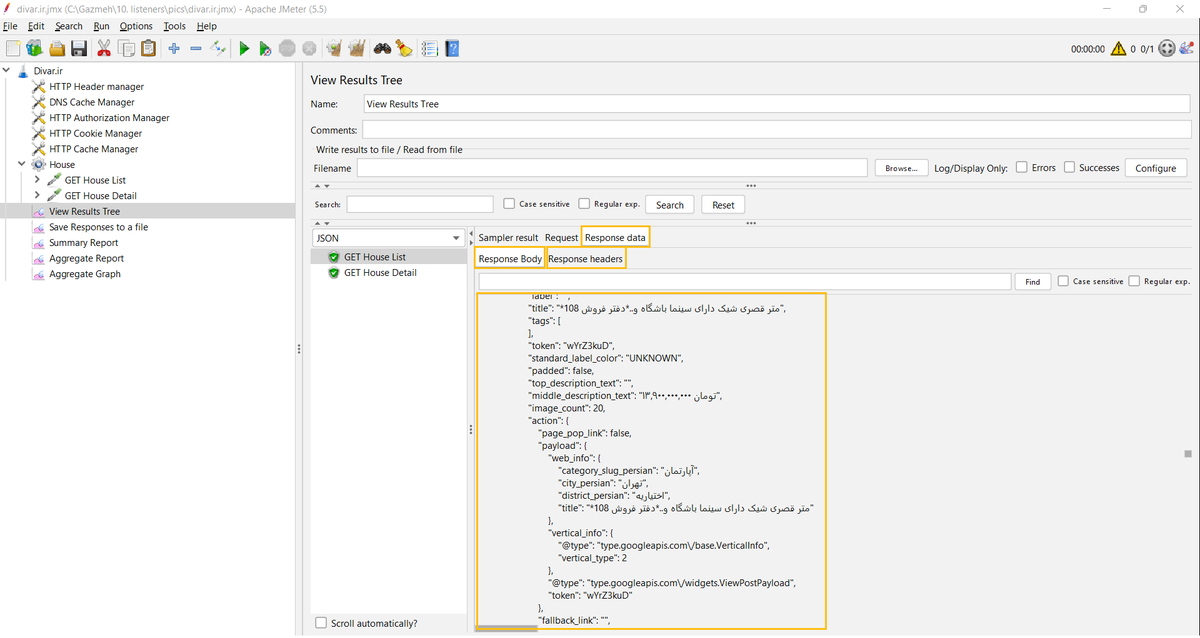 divar.ir.jmx (C:\Gazmeh\10. listeners\pics\divar.ir.jmx) - Apache JMeter (5.5)
File Edit Search Run Options Tools Help
00:00:00 0 0/1
Divar.ir
HTTP Header manager
DNS Cache Manager
HTTP Authorization Manager
HTTP Cookie Manager
HTTP Cache Manager
House
GET House List
GET House Detail
View Results Tree
Save Responses to a file
Summary Report
Aggregate Report
Aggregate Graph
View Results Tree
Name: View Results Tree
Comments:
Write results to file / Read from file
Filename Browse... Log/Display Only: Errors Successes Configure
Search: Case sensitive Regular exp. Search Reset
JSON
GET House List
GET House Detail
Scroll automatically?
Sampler result Request Response data
Response Body Response headers
Find Case sensitive Regular exp.
"label": "",
"title": "*108 متر قصری شیک دارای سینما باشگاه و..*دفتر فروش",
"tags": [
],
"token": "wYrZ3kuD",
"standard_label_color": "UNKNOWN",
"padded": false,
"top_description_text": "",
"middle_description_text": "۱۳,۹۰۰,۰۰۰,۰۰۰ تومان",
"image_count": 20,
"action": {
"page_pop_link": false,
"payload": {
"web_info": {
"category_slug_persian": "آپارتمان",
"city_persian": "تهران",
"district_persian": "اختیاریه",
"title": "*108 متر قصری شیک دارای سینما باشگاه و..*دفتر فروش"
},
"vertical_info": {
"@type": "type.googleapis.com\/base.VerticalInfo",
"vertical_type": 2
},
"@type": "type.googleapis.com\/widgets.ViewPostPayload",
"token": "wYrZ3kuD"
},
"fallback_link": "",